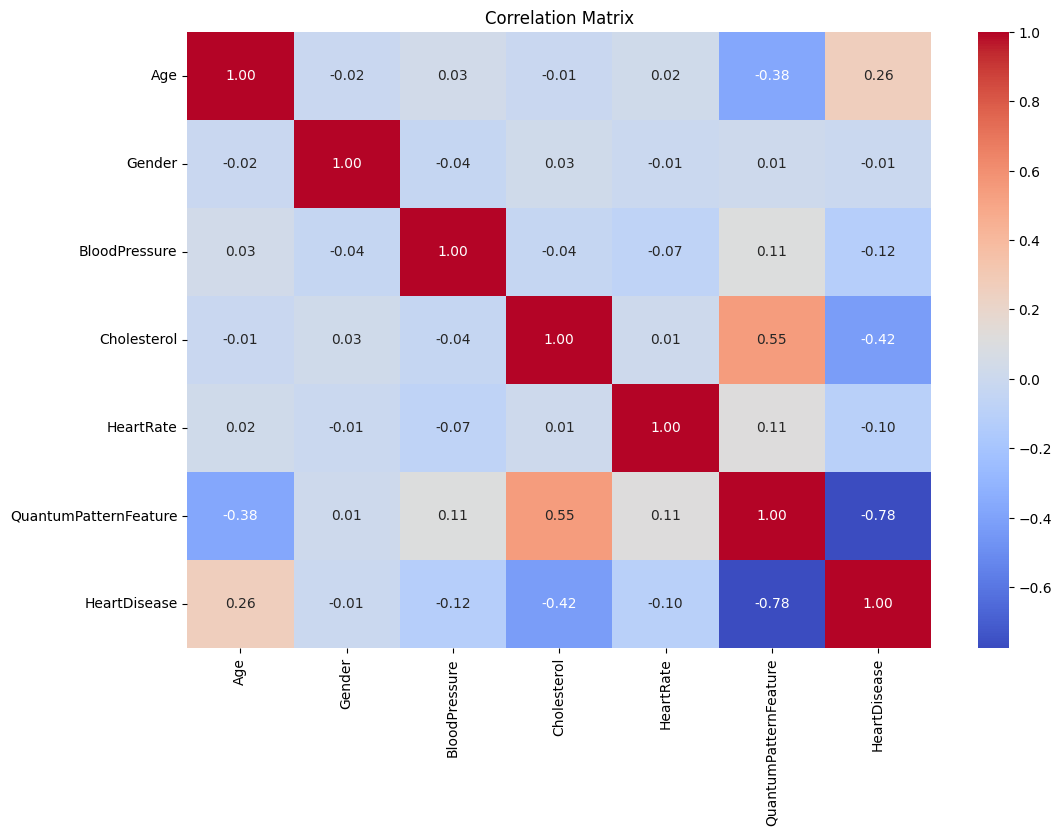 Correlation Matrix
Age 1.00 -0.02 0.03 -0.01 0.02 -0.38 0.26
Gender -0.02 1.00 -0.04 0.03 -0.01 0.01 -0.01
BloodPressure 0.03 -0.04 1.00 -0.04 -0.07 0.11 -0.12
Cholesterol -0.01 0.03 -0.04 1.00 0.01 0.55 -0.42
HeartRate 0.02 -0.01 -0.07 0.01 1.00 0.11 -0.10
QuantumPatternFeature -0.38 0.01 0.11 0.55 0.11 1.00 -0.78
HeartDisease 0.26 -0.01 -0.12 -0.42 -0.10 -0.78 1.00
Age
Gender
BloodPressure
Cholesterol
HeartRate
QuantumPatternFeature
HeartDisease
1.0
0.8
0.6
0.4
0.2
0.0
−0.2
−0.4
−0.6